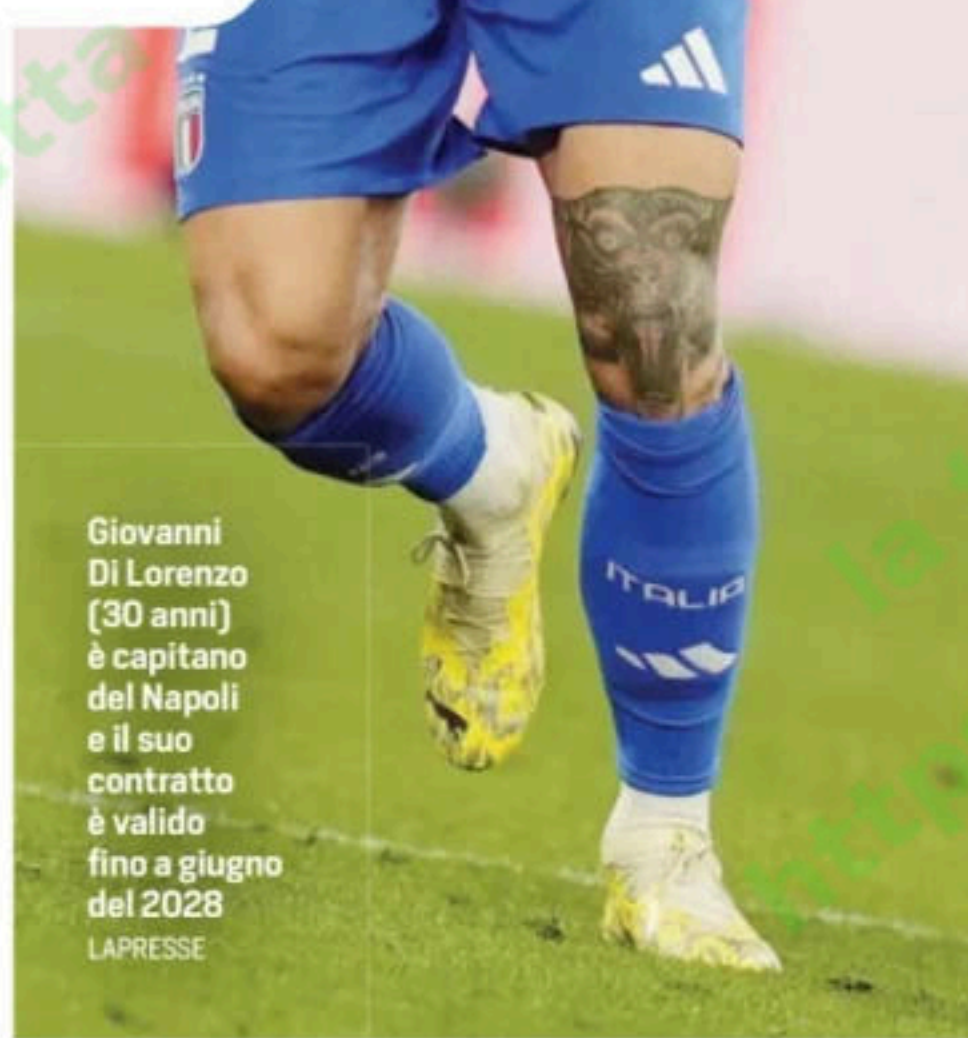 Giovanni
Di Lorenzo
(30 anni)
è capitano
del Napoli
e il suo
contratto
è valido
fino a giugno
del 2028
LAPRESSE
ITALIA